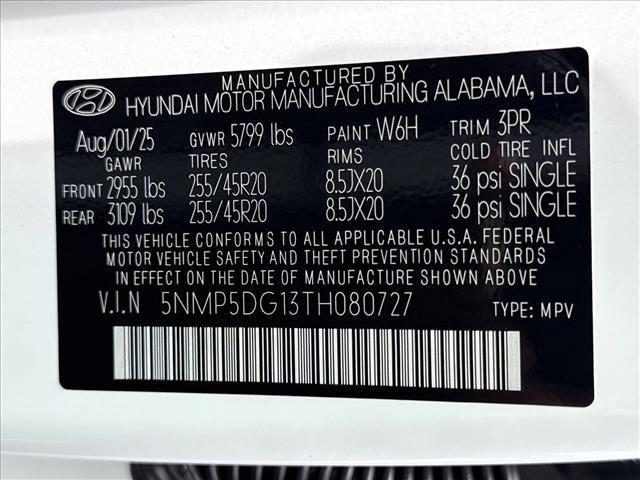 MANUFACTURED BY
HYUNDAI MOTOR MANUFACTURING ALABAMA, LLC
Aug/01/25 GVWR 5799 lbs PAINT W6H TRIM 3PR
GAWR TIRES RIMS COLD TIRE INFL
FRONT 2955 lbs 255/45R20 8.5JX20 36 psi SINGLE
REAR 3109 lbs 255/45R20 8.5JX20 36 psi SINGLE
THIS VEHICLE CONFORMS TO ALL APPLICABLE U.S.A. FEDERAL
MOTOR VEHICLE SAFETY AND THEFT PREVENTION STANDARDS
IN EFFECT ON THE DATE OF MANUFACTURE SHOWN ABOVE.
V.I.N 5NMP5DG13TH080727 TYPE: MPV